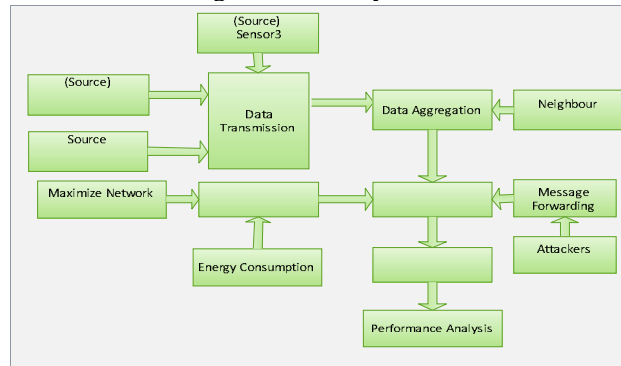 (Source)
Sensor3
(Source)
Data
Transmission
Data Aggregation
Neighbour
Source
Maximize Network
Message
Forwarding
Energy Consumption
Attackers
Performance Analysis